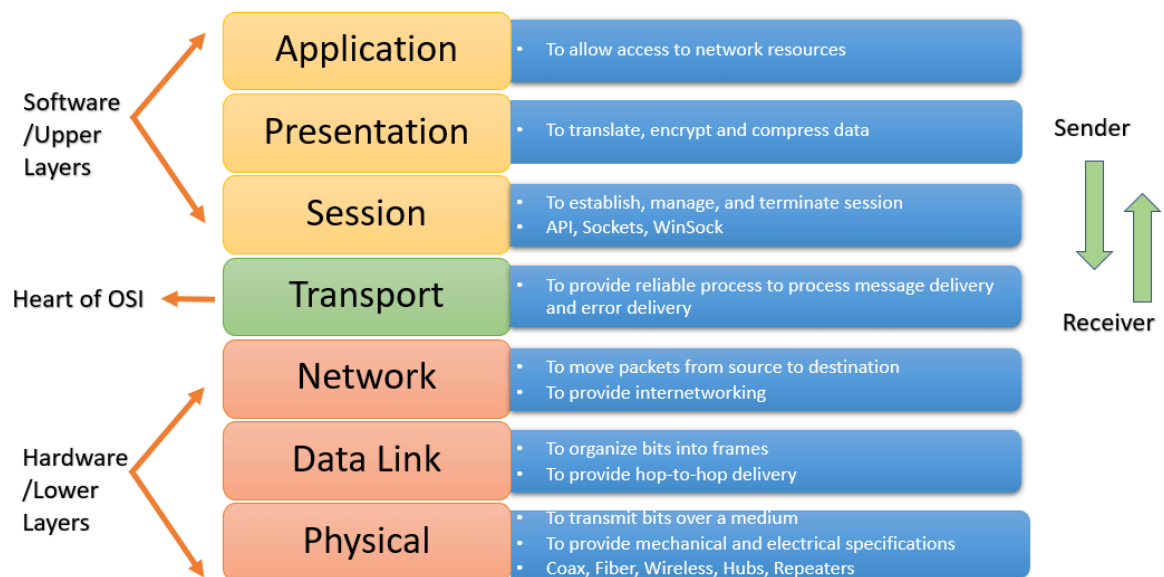 Application
• To allow access to network resources
Software
/Upper
Layers
Presentation
• To translate, encrypt and compress data
Sender
Session
• To establish, manage, and terminate session
• API, Sockets, WinSock
Heart of OSI
Transport
• To provide reliable process to process message delivery
and error delivery
Receiver
Network
• To move packets from source to destination
• To provide internetworking
Hardware
/Lower
Layers
Data Link
• To organize bits into frames
• To provide hop-to-hop delivery
Physical
• To transmit bits over a medium
• To provide mechanical and electrical specifications
• Coax, Fiber, Wireless, Hubs, Repeaters